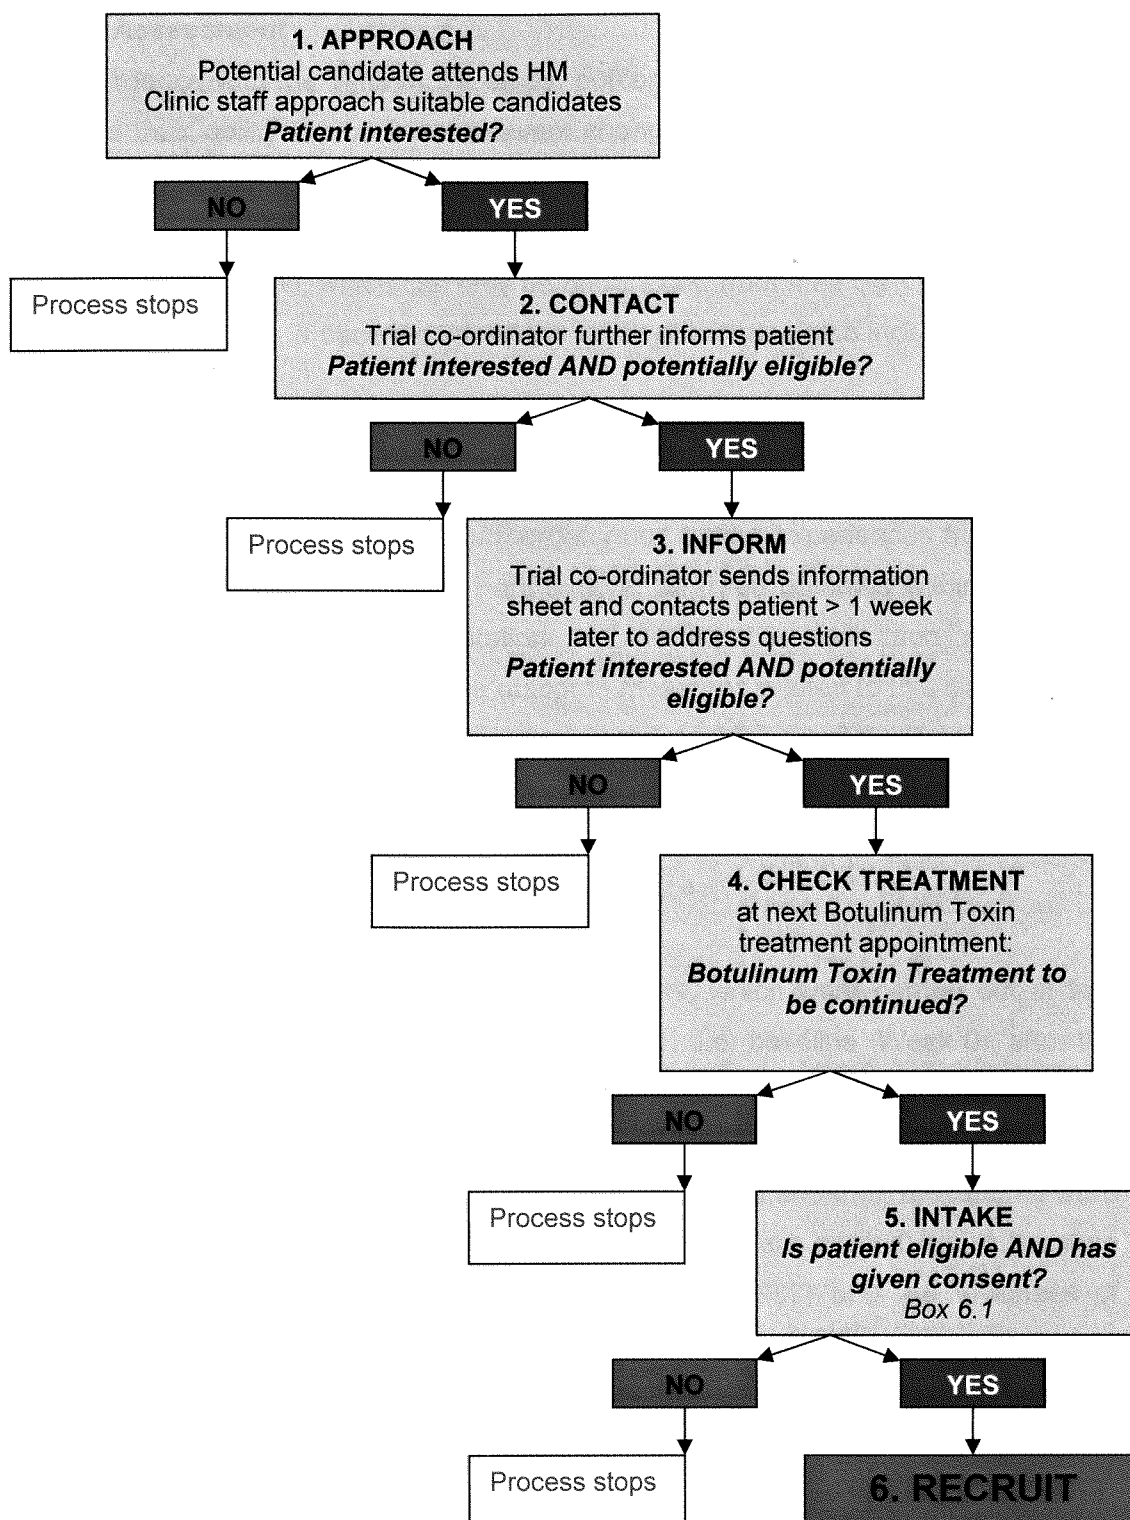 1. APPROACH
Potential candidate attends HM
Clinic staff approach suitable candidates
Patient interested?
NO
YES
Process stops
2. CONTACT
Trial co-ordinator further informs patient
Patient interested AND potentially eligible?
NO
YES
Process stops
3. INFORM
Trial co-ordinator sends information
sheet and contacts patient > 1 week
later to address questions
Patient interested AND potentially
eligible?
NO
YES
Process stops
4. CHECK TREATMENT
at next Botulinum Toxin
treatment appointment:
Botulinum Toxin Treatment to
be continued?
NO
YES
Process stops
5. INTAKE
Is patient eligible AND has
given consent?
Box 6.1
NO
YES
Process stops
6. RECRUIT